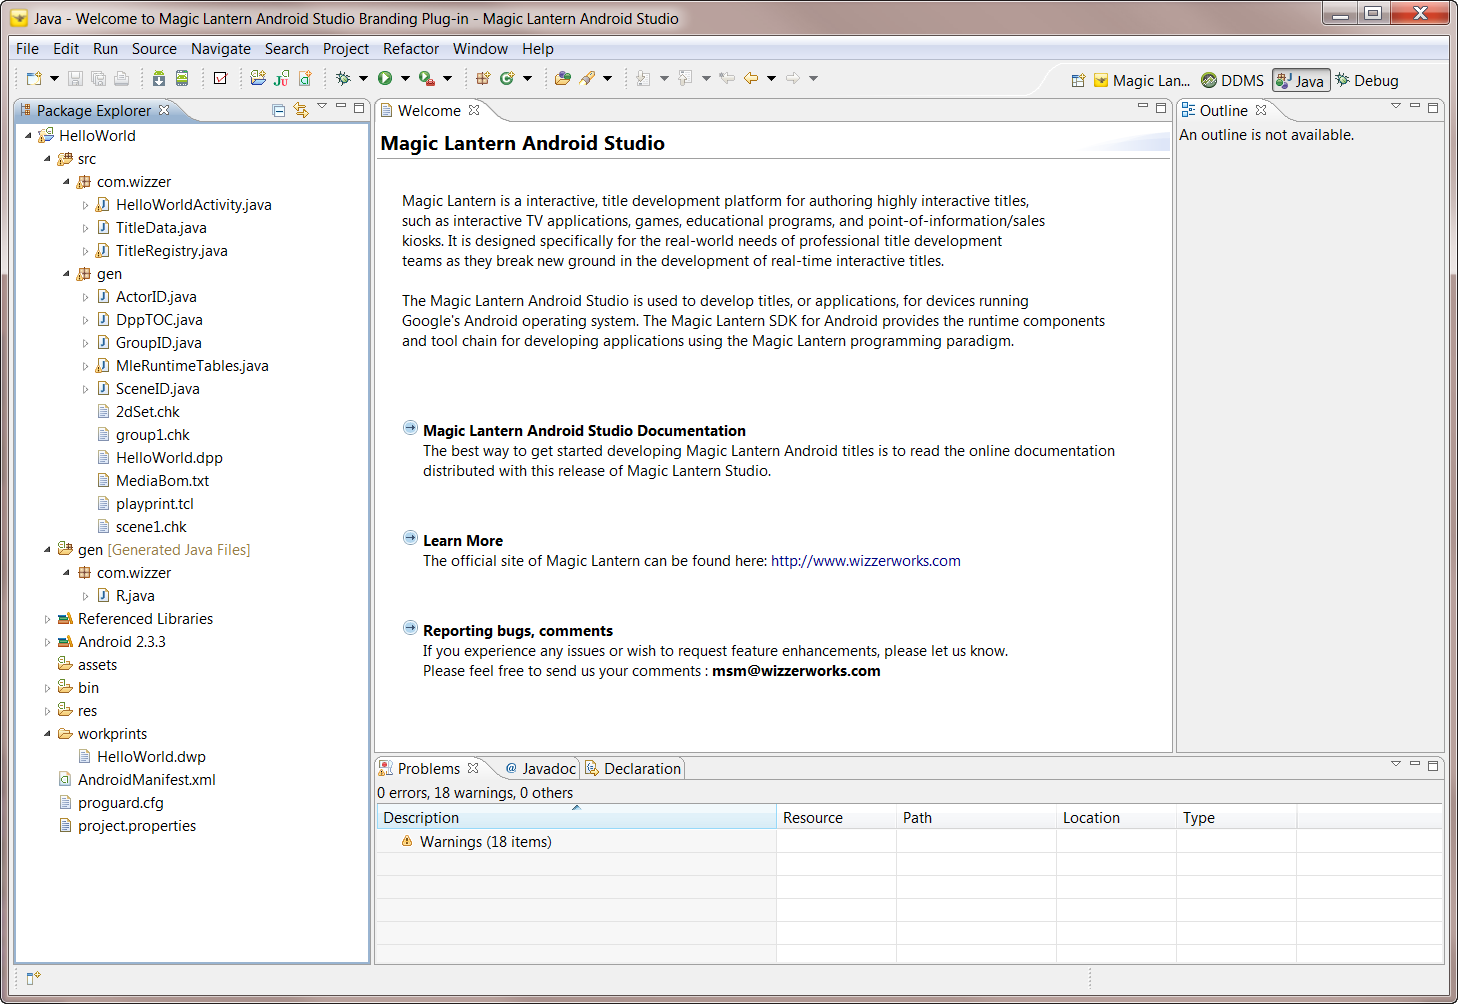 Java - Welcome to Magic Lantern Android Studio Branding Plug-in - Magic Lantern Android Studio
File Edit Run Source Navigate Search Project Refactor Window Help
Magic Lan... DDMS Java Debug
Package Explorer
HelloWorld
src
com.wizzer
HelloWorldActivity.java
TitleData.java
TitleRegistry.java
gen
ActorID.java
DppTOC.java
GroupID.java
MleRuntimeTables.java
SceneID.java
2dSet.chk
group1.chk
HelloWorld.dpp
MediaBom.txt
playprint.tcl
scene1.chk
gen [Generated Java Files]
com.wizzer
R.java
Referenced Libraries
Android 2.3.3
assets
bin
res
workprints
HelloWorld.dwp
AndroidManifest.xml
proguard.cfg
project.properties
Welcome
Magic Lantern Android Studio
Magic Lantern is a interactive, title development platform for authoring highly interactive titles,
such as interactive TV applications, games, educational programs, and point-of-information/sales
kiosks. It is designed specifically for the real-world needs of professional title development
teams as they break new ground in the development of real-time interactive titles.
The Magic Lantern Android Studio is used to develop titles, or applications, for devices running
Google's Android operating system. The Magic Lantern SDK for Android provides the runtime components
and tool chain for developing applications using the Magic Lantern programming paradigm.
Magic Lantern Android Studio Documentation
The best way to get started developing Magic Lantern Android titles is to read the online documentation
distributed with this release of Magic Lantern Studio.
Learn More
The official site of Magic Lantern can be found here: http://www.wizzerworks.com
Reporting bugs, comments
If you experience any issues or wish to request feature enhancements, please let us know.
Please feel free to send us your comments : msm@wizzerworks.com
Outline
An outline is not available.
Problems @ Javadoc Declaration
0 errors, 18 warnings, 0 others
Description Resource Path Location Type
Warnings (18 items)